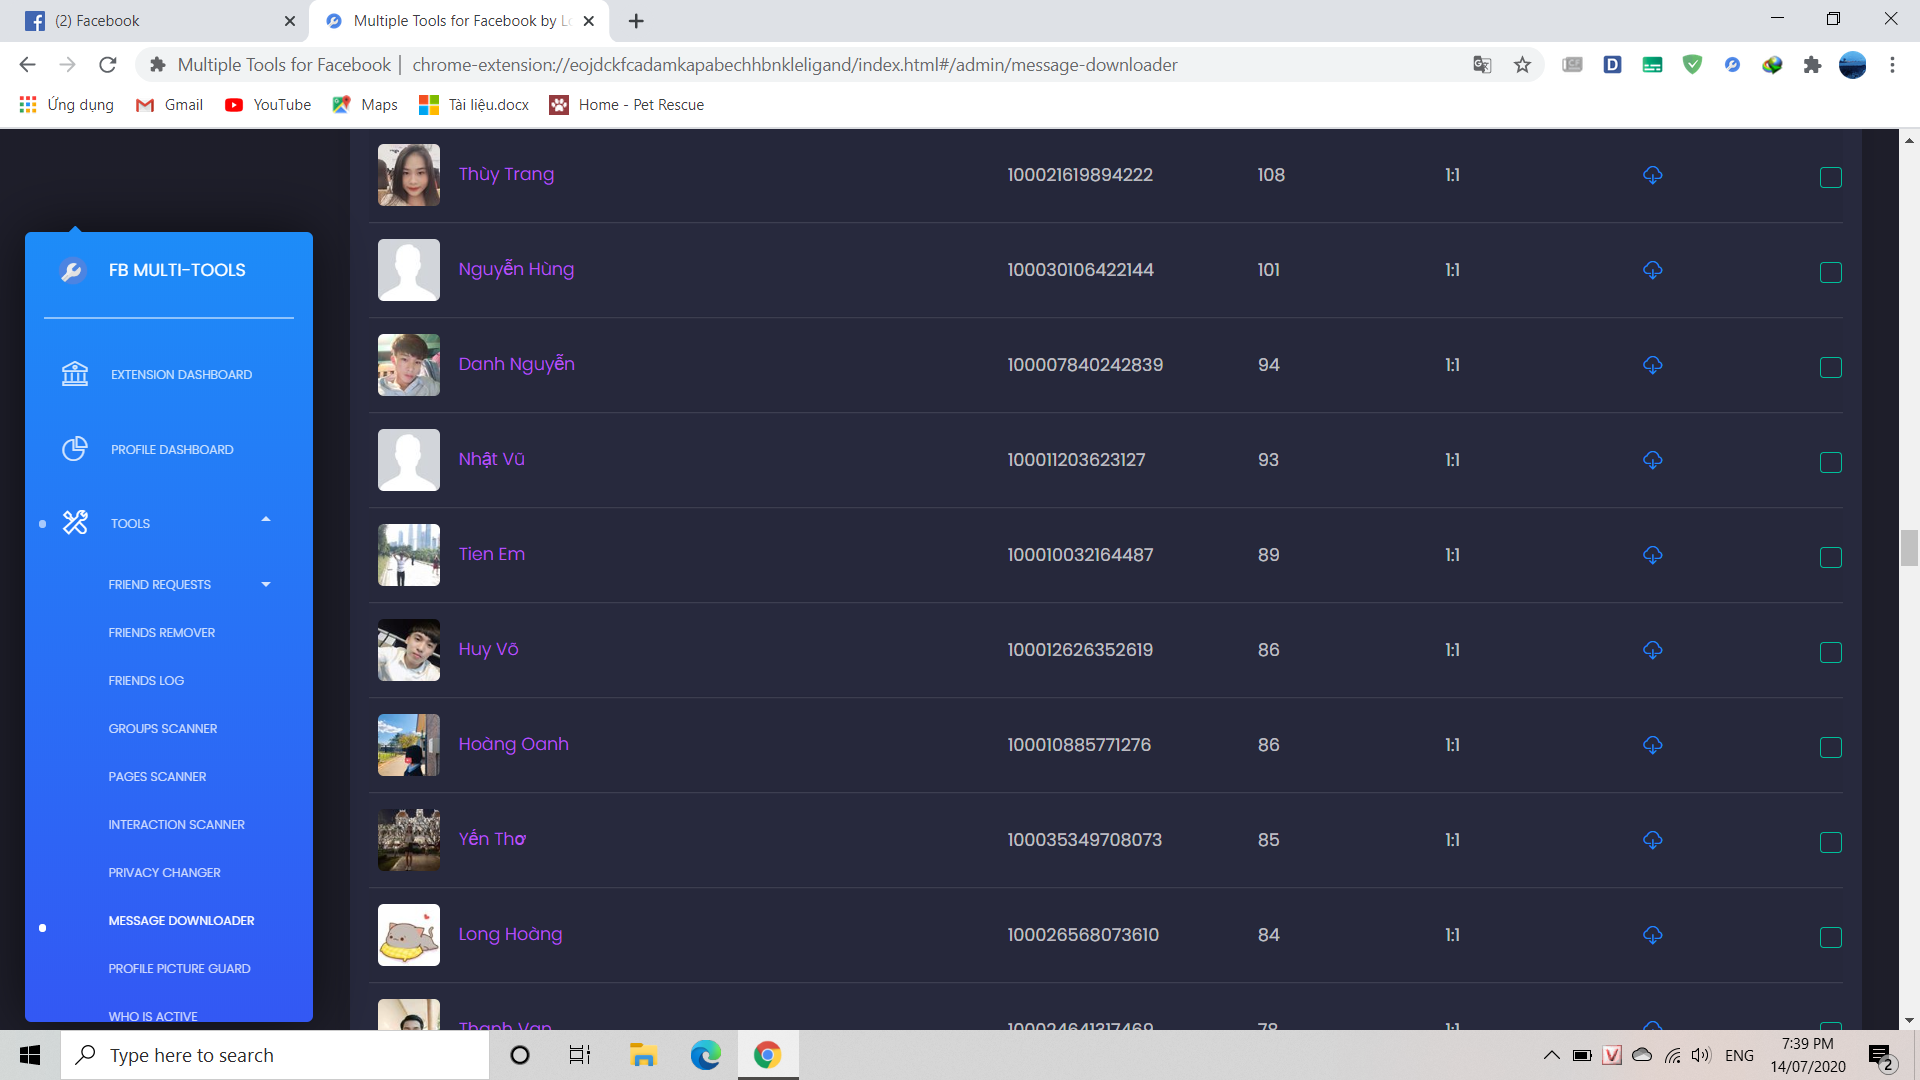 (2) Facebook
Multiple Tools for Facebook by Lo
Multiple Tools for Facebook | chrome-extension://eojdckfcadamkapabechhbnkleligand/index.html#/admin/message-downloader
Ứng dụng Gmail YouTube Maps Tài liệu.docx Home - Pet Rescue
FB MULTI-TOOLS
EXTENSION DASHBOARD
PROFILE DASHBOARD
TOOLS
FRIEND REQUESTS
FRIENDS REMOVER
FRIENDS LOG
GROUPS SCANNER
PAGES SCANNER
INTERACTION SCANNER
PRIVACY CHANGER
MESSAGE DOWNLOADER
PROFILE PICTURE GUARD
WHO IS ACTIVE
Thùy Trang 100021619894222 108 1:1
Nguyễn Hùng 100030106422144 101 1:1
Danh Nguyễn 100007840242839 94 1:1
Nhật Vũ 100011203623127 93 1:1
Tien Em 100010032164487 89 1:1
Huy Võ 100012626352619 86 1:1
Hoàng Oanh 100010885771276 86 1:1
Yến Thơ 100035349708073 85 1:1
Long Hoàng 100026568073610 84 1:1
100024641317469 78 1:1
Type here to search
ENG
7:39 PM
14/07/2020
2